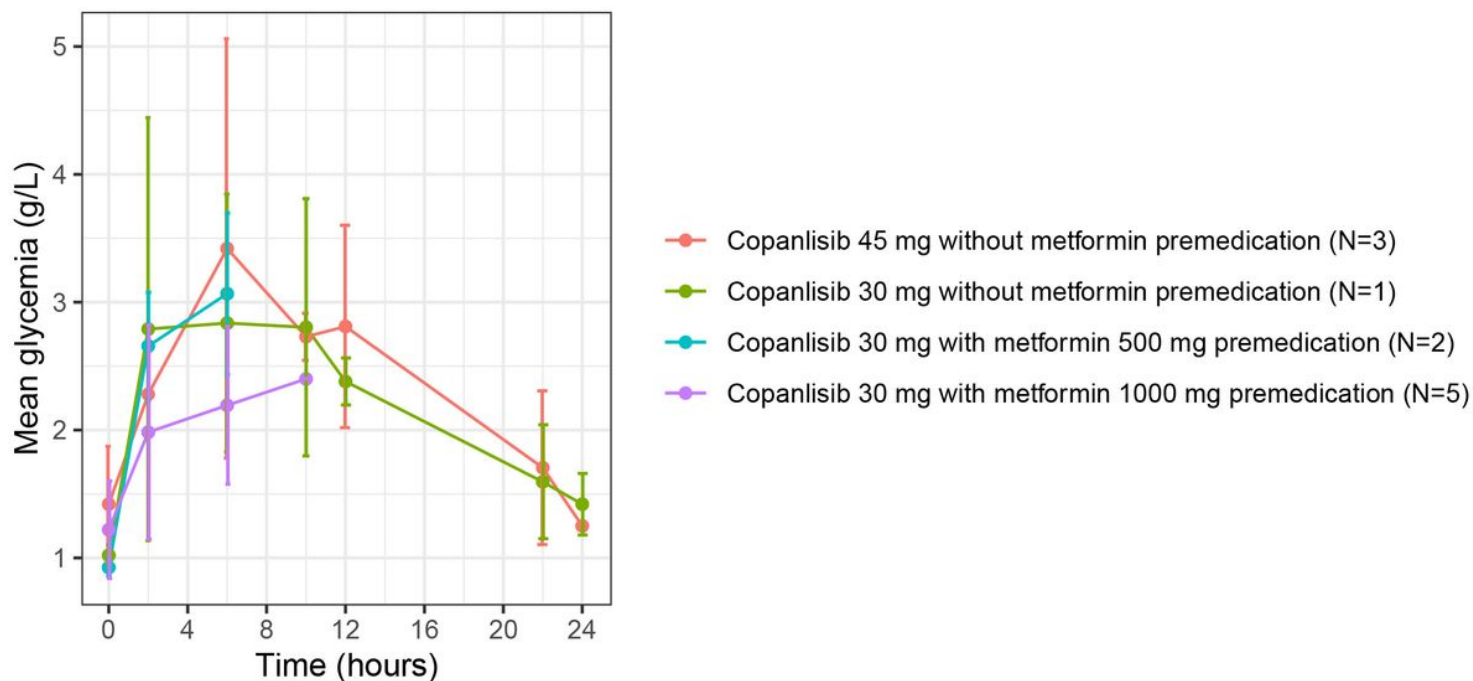 5
4
3
2
1
Mean glycemia (g/L)
0 4 8 12 16 20 24
Time (hours)
Copanlisib 45 mg without metformin premedication (N=3)
Copanlisib 30 mg without metformin premedication (N=1)
Copanlisib 30 mg with metformin 500 mg premedication (N=2)
Copanlisib 30 mg with metformin 1000 mg premedication (N=5)